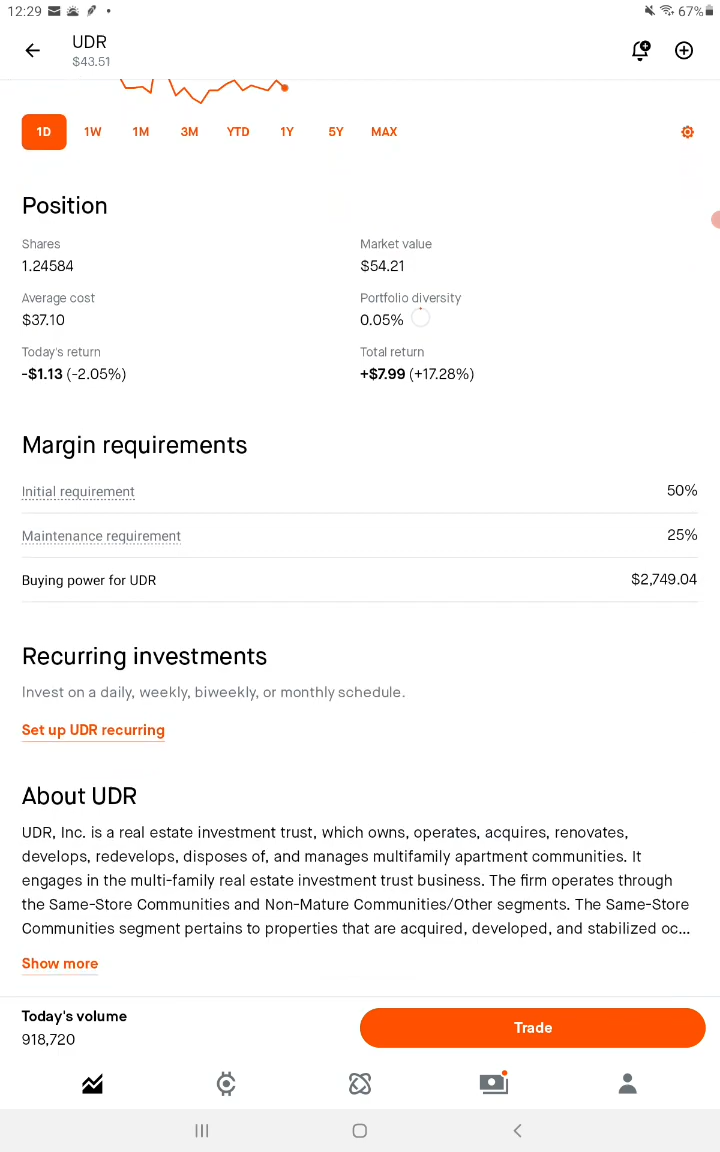 12:29
67%
UDR
$43.51
1D 1W 1M 3M YTD 1Y 5Y MAX
Position
Shares
1.24584
Market value
$54.21
Average cost
$37.10
Portfolio diversity
0.05%
Today's return
-$1.13 (-2.05%)
Total return
+$7.99 (+17.28%)
Margin requirements
Initial requirement 50%
Maintenance requirement 25%
Buying power for UDR $2,749.04
Recurring investments
Invest on a daily, weekly, biweekly, or monthly schedule.
Set up UDR recurring
About UDR
UDR, Inc. is a real estate investment trust, which owns, operates, acquires, renovates,
develops, redevelops, disposes of, and manages multifamily apartment communities. It
engages in the multi-family real estate investment trust business. The firm operates through
the Same-Store Communities and Non-Mature Communities/Other segments. The Same-Store
Communities segment pertains to properties that are acquired, developed, and stabilized oc...
Show more
Today's volume
918,720
Trade